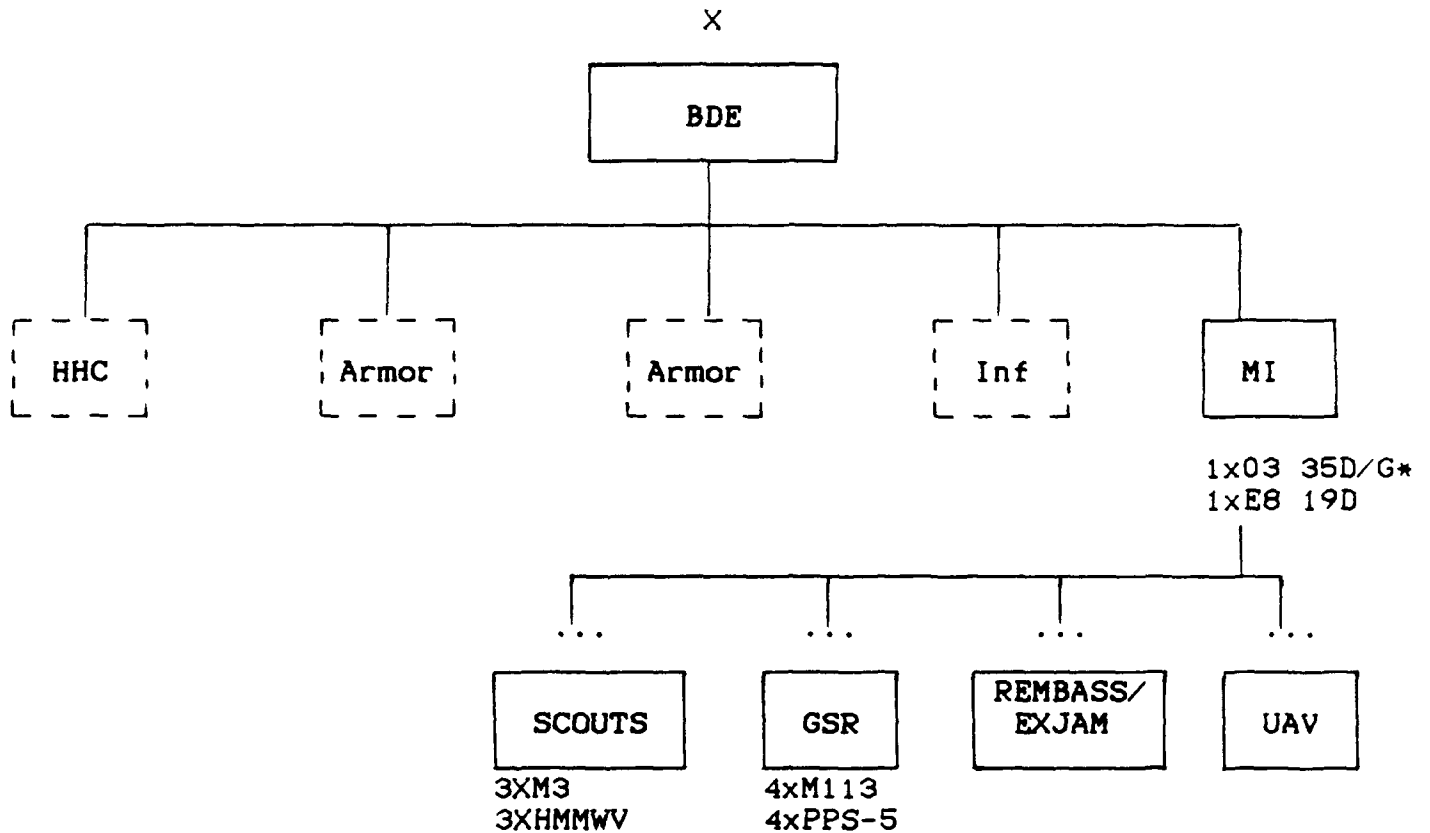 X
BDE
HHC Armor Armor Inf MI
1x03 35D/G*
1xE8 19D
... ... ... ...
SCOUTS GSR REMBASS/ EXJAM UAV
3XM3 4xM113
3XHMMWV 4xPPS-5